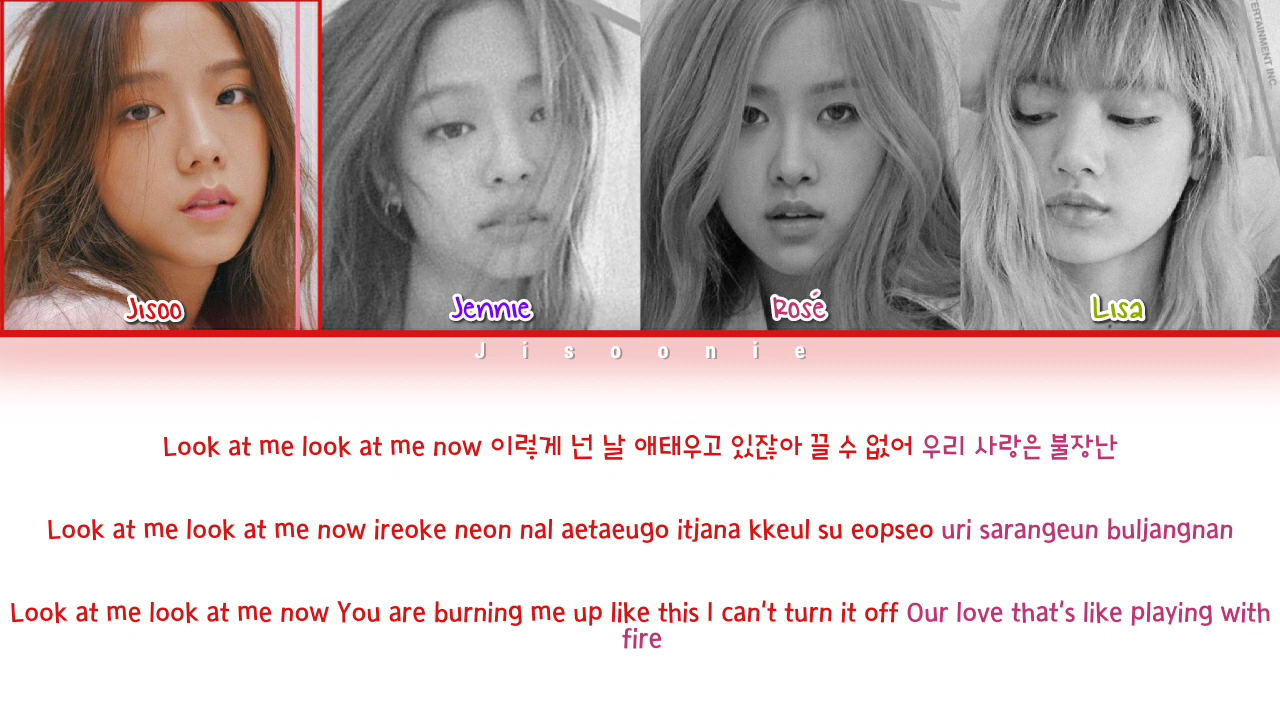 ERTAINMENT INC.
Jisoo
Jennie
Rosé
Lisa
Jisoonie
Look at me look at me now 이렇게 넌 날 애태우고 있잖아 끌 수 없어 우리 사랑은 불장난
Look at me look at me now ireoke neon nal aetaeugo itjana kkeul su eopseo uri sarangeun buljangnan
Look at me look at me now You are burning me up like this I can't turn it off Our love that's like playing with
fire